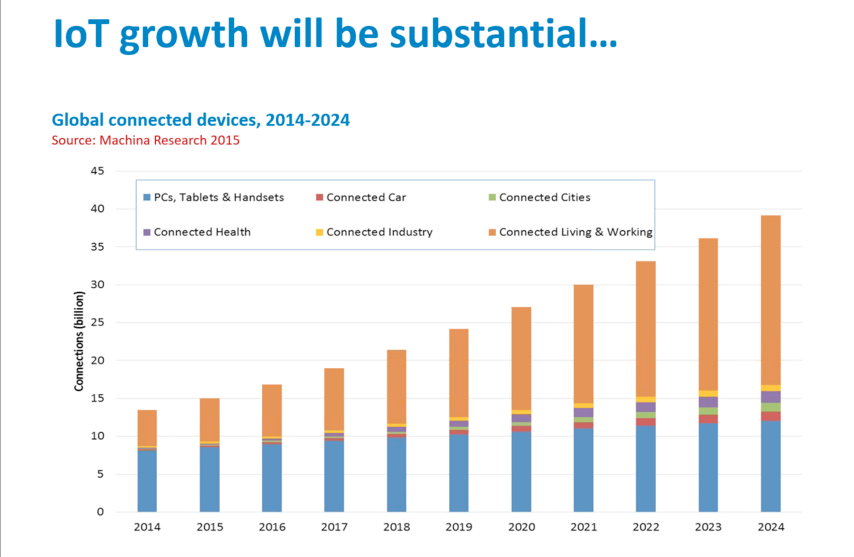 IoT growth will be substantial...
Global connected devices, 2014-2024
Source: Machina Research 2015
45
40
35
30
25
20
15
10
5
0
Connections (billion)
PCs, Tablets & Handsets
Connected Car
Connected Cities
Connected Health
Connected Industry
Connected Living & Working
2014 2015 2016 2017 2018 2019 2020 2021 2022 2023 2024